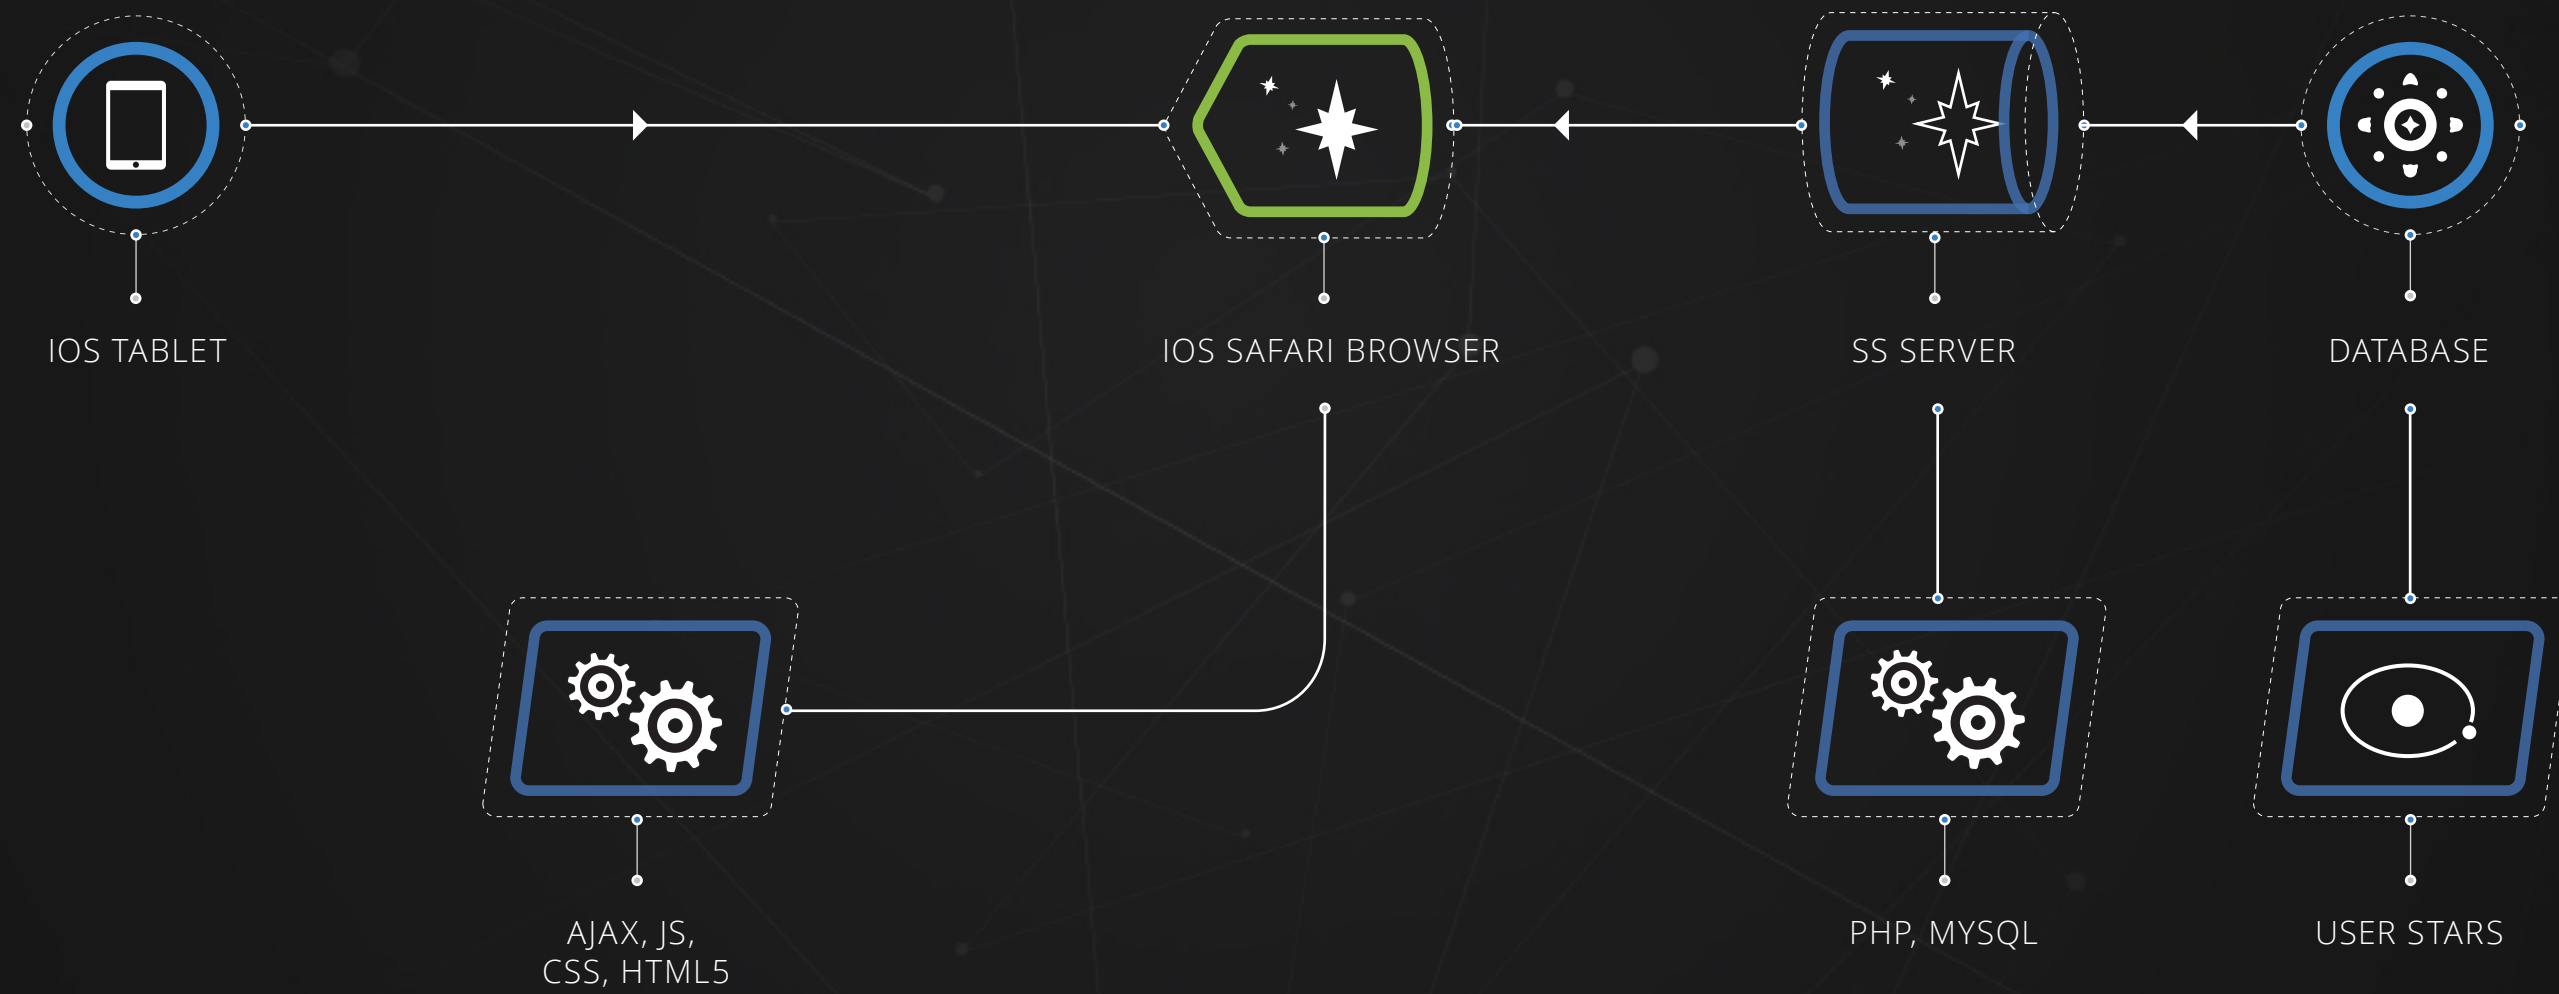 IOS TABLET
IOS SAFARI BROWSER
SS SERVER
DATABASE
AJAX, JS,
CSS, HTML5
PHP, MYSQL
USER STARS